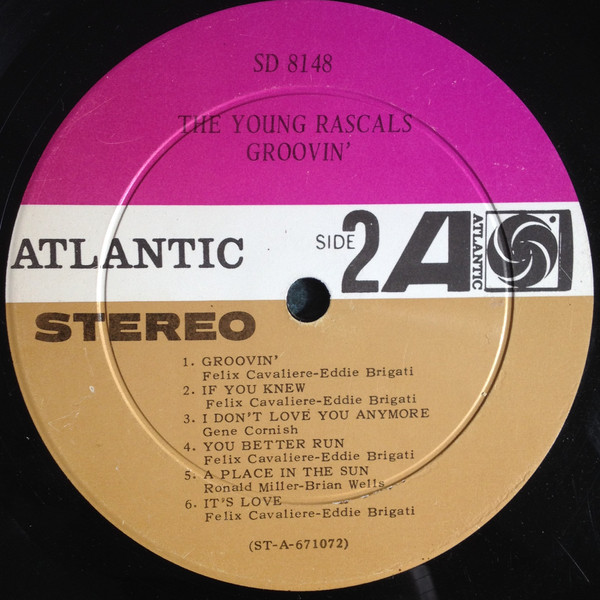 SD 8148
THE YOUNG RASCALS
GROOVIN'
ATLANTIC
SIDE 2
A
ATLANTIC
STEREO
1. GROOVIN'
Felix Cavaliere-Eddie Brigati
2. IF YOU KNEW
Felix Cavaliere-Eddie Brigati
3. I DON'T LOVE YOU ANYMORE
Gene Cornish
4. YOU BETTER RUN
Felix Cavaliere-Eddie Brigati
5. A PLACE IN THE SUN
Ronald Miller-Brian Wells
6. IT'S LOVE
Felix Cavaliere-Eddie Brigati
(ST-A-671072)